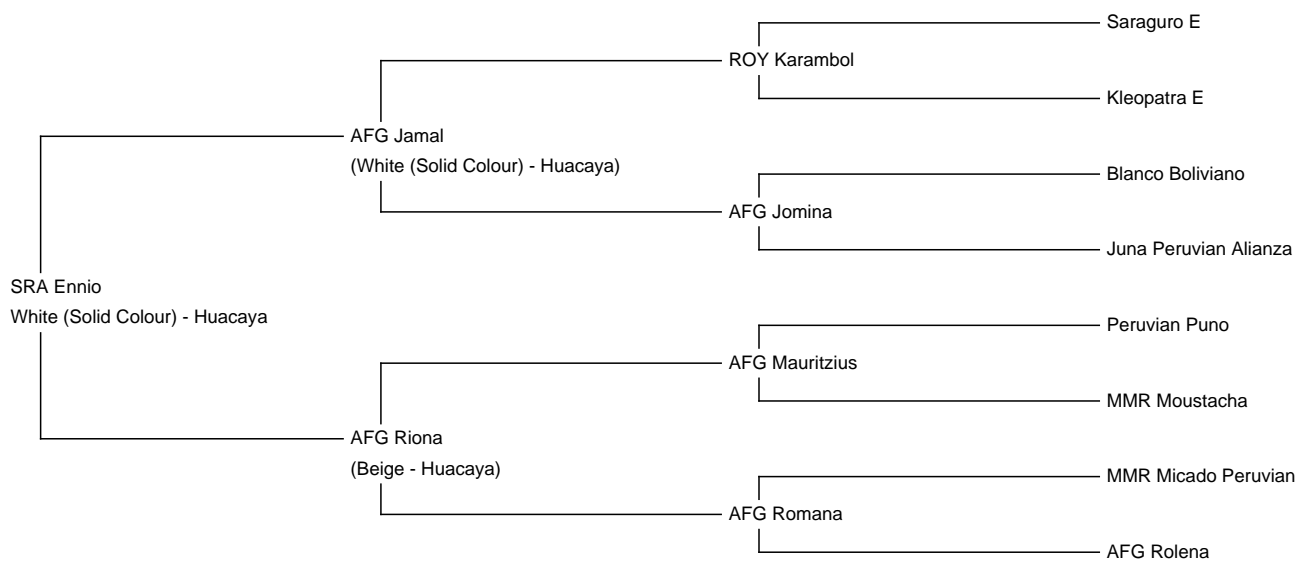 Saraguro E
ROY Karambol
Kleopatra E
AFG Jamal
(White (Solid Colour) - Huacaya)
Blanco Boliviano
AFG Jomina
Juna Peruvian Alianza
SRA Ennio
White (Solid Colour) - Huacaya
Peruvian Puno
AFG Mauritzius
MMR Moustacha
AFG Riona
(Beige - Huacaya)
MMR Micado Peruvian
AFG Romana
AFG Rolena